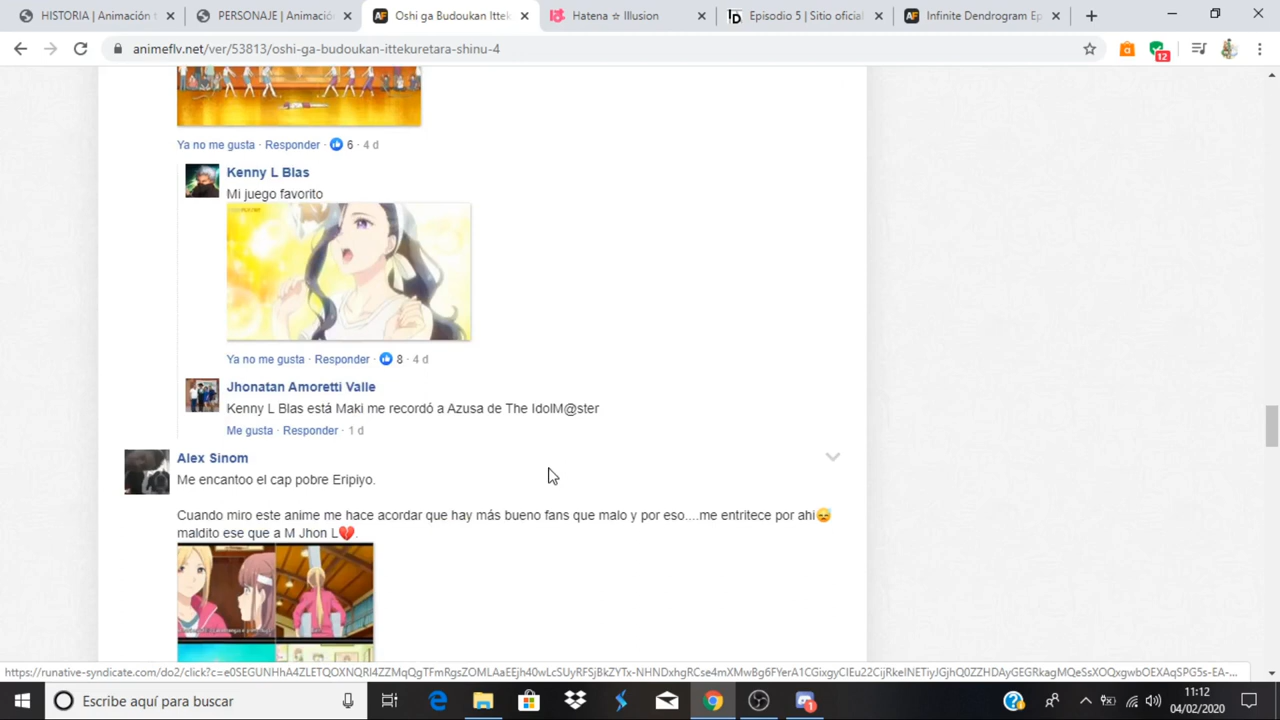 HISTORIA | Animación t
PERSONAJE | Animació
Oshi ga Budoukan Ittek
Hatena ☆ Illusion
Episodio 5 | Sitio oficial
Infinite Dendrogram Ep
animeflv.net/ver/53813/oshi-ga-budoukan-ittekuretara-shinu-4
12
Ya no me gusta · Responder · 6 · 4 d
Kenny L Blas
Mi juego favorito
Ya no me gusta · Responder · 8 · 4 d
Jhonatan Amoretti Valle
Kenny L Blas está Maki me recordó a Azusa de The IdolM@ster
Me gusta · Responder · 1 d
Alex Sinom
Me encantoo el cap pobre Eripiyo.
Cuando miro este anime me hace acordar que hay más bueno fans que malo y por eso....me entritece por ahi😓
maldito ese que a M Jhon L💔.
Escribe aquí para buscar
11:12
04/02/2020